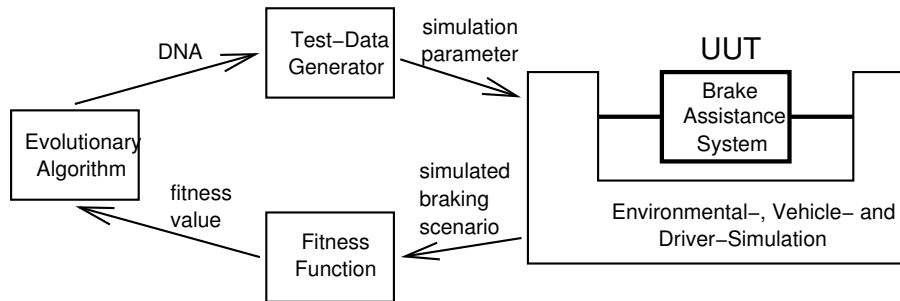 DNA
Test−Data
Generator
simulation
parameter
UUT
Brake
Assistance
System
Evolutionary
Algorithm
fitness
value
simulated
braking
scenario
Fitness
Function
Environmental−, Vehicle− and
Driver−Simulation